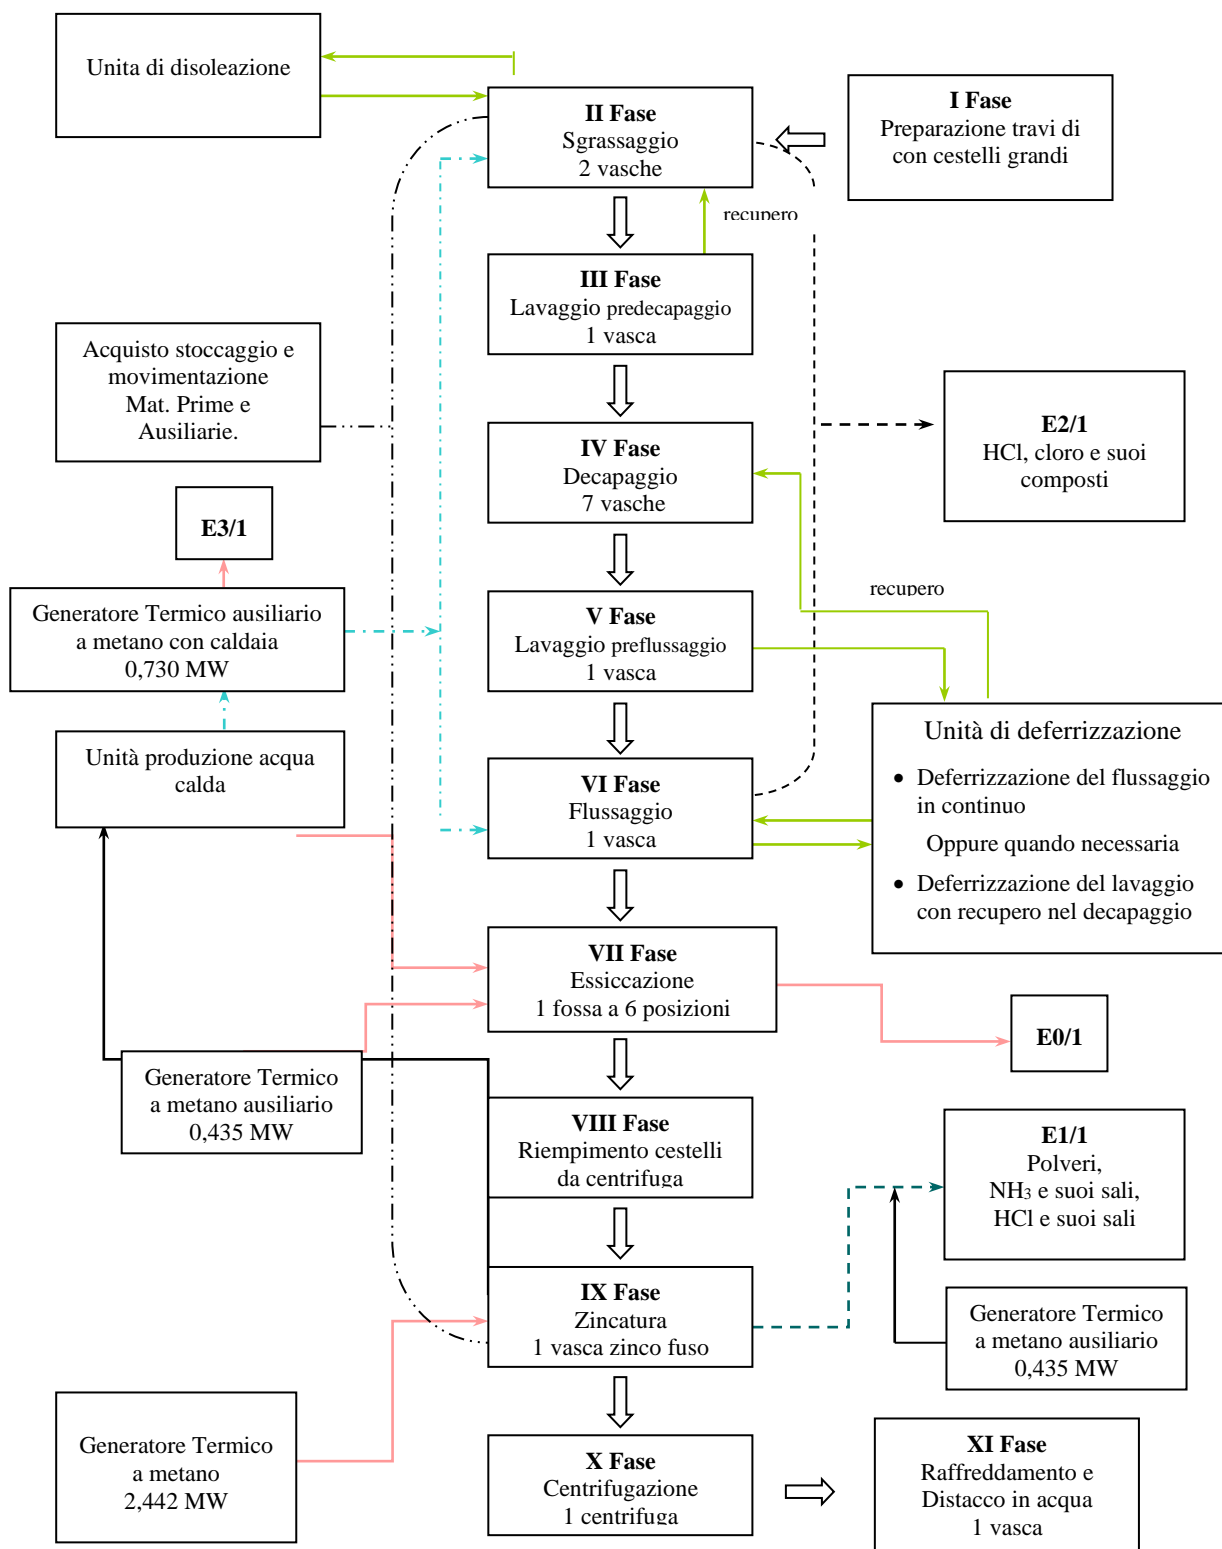 Unita di disoleazione
I Fase
Preparazione travi di
con cestelli grandi
II Fase
Sgrassaggio
2 vasche
recupero
III Fase
Lavaggio predecapaggio
1 vasca
Acquisto stoccaggio e
movimentazione
Mat. Prime e
Ausiliarie.
E2/1
HCl, cloro e suoi
composti
IV Fase
Decapaggio
7 vasche
E3/1
recupero
Generatore Termico ausiliario
a metano con caldaia
0,730 MW
V Fase
Lavaggio preflussaggio
1 vasca
Unità produzione acqua
calda
Unità di deferrizzazione
• Deferrizzazione del flussaggio
in continuo
Oppure quando necessaria
• Deferrizzazione del lavaggio
con recupero nel decapaggio
VI Fase
Flussaggio
1 vasca
VII Fase
Essiccazione
1 fossa a 6 posizioni
E0/1
Generatore Termico
a metano ausiliario
0,435 MW
VIII Fase
Riempimento cestelli
da centrifuga
E1/1
Polveri,
NH3 e suoi sali,
HCl e suoi sali
IX Fase
Zincatura
1 vasca zinco fuso
Generatore Termico
a metano ausiliario
0,435 MW
Generatore Termico
a metano
2,442 MW
X Fase
Centrifugazione
1 centrifuga
XI Fase
Raffreddamento e
Distacco in acqua
1 vasca